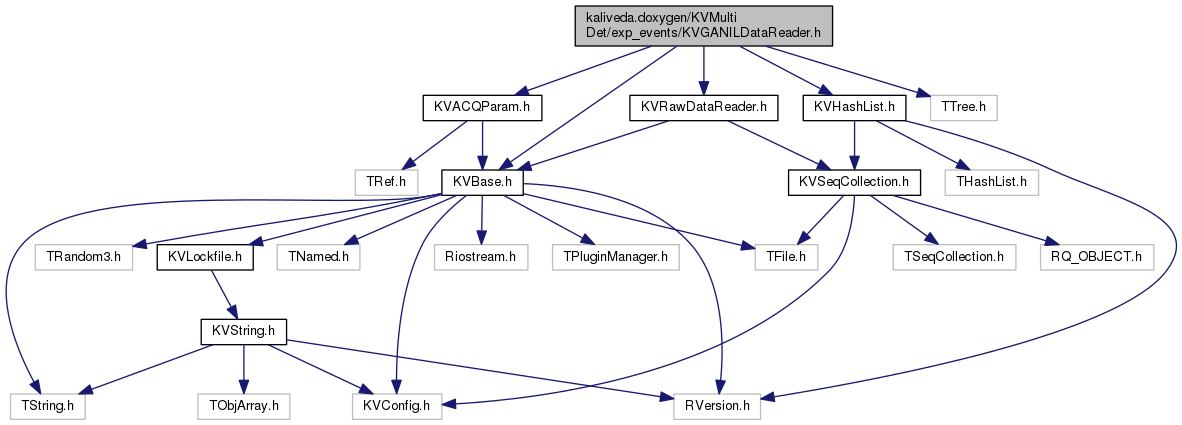 kaliveda.doxygen/KVMulti
Det/exp_events/KVGANILDataReader.h
KVACQParam.h
KVRawDataReader.h
KVHashList.h
TTree.h
TRef.h
KVBase.h
KVSeqCollection.h
THashList.h
TRandom3.h
KVLockfile.h
TNamed.h
Riostream.h
TPluginManager.h
TFile.h
TSeqCollection.h
RQ_OBJECT.h
KVString.h
TString.h
TObjArray.h
KVConfig.h
RVersion.h